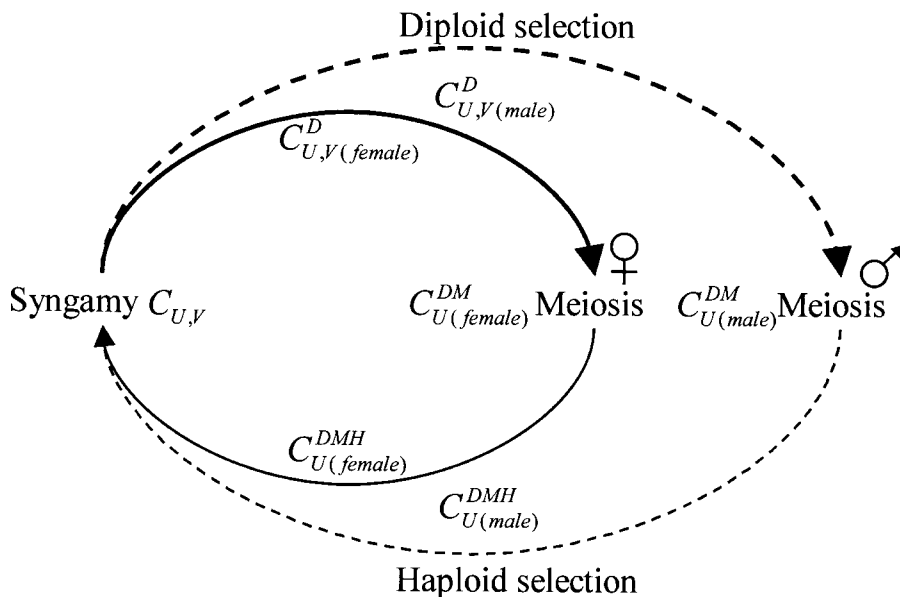 Diploid selection
C^D_{U,V(male)}
C^D_{U,V(female)}
Syngamy C_{U,V}
C^{DM}_{U(female)} Meiosis ♀
C^{DM}_{U(male)} Meiosis ♂
C^{DMH}_{U(female)}
C^{DMH}_{U(male)}
Haploid selection